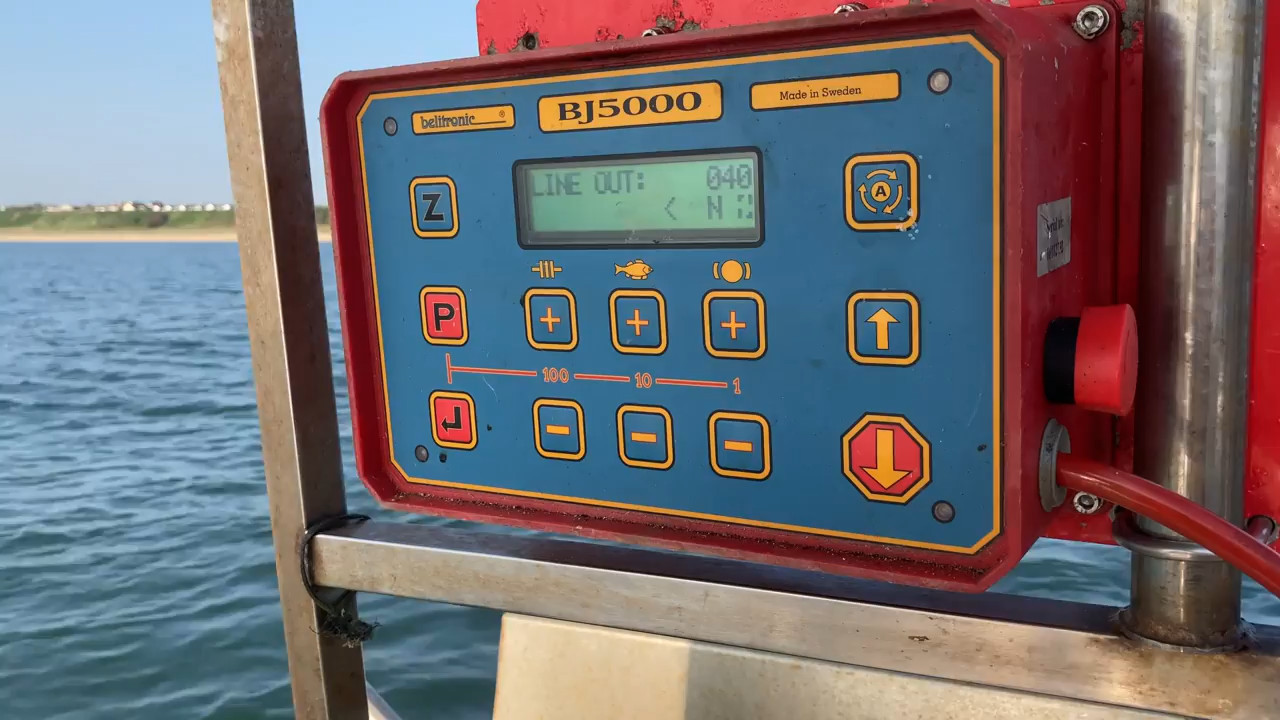 belitronic ®
BJ5000
Made in Sweden
LINE OUT: 040
< N
Z
A
P
+ + +
100 10 1
- - -